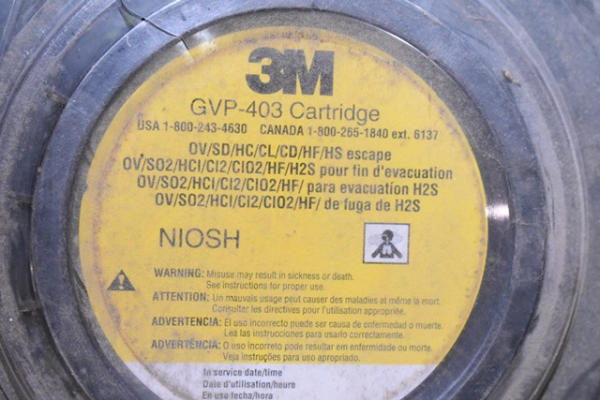 3M
GVP-403 Cartridge
USA 1-800-243-4630 CANADA 1-800-265-1840 ext. 6137
OV/SD/HC/CL/CD/HF/HS escape
OV/SO2/HCl/Cl2/ClO2/HF/H2S pour fin d'evacuation
OV/SO2/HCl/Cl2/ClO2/HF/ para evacuation H2S
OV/SO2/HCl/Cl2/ClO2/HF/ de fuga de H2S
NIOSH
WARNING: Misuse may result in sickness or death.
See instructions for proper use.
ATTENTION: Un mauvais usage peut causer des maladies at même la mort.
Consulter les directives pour l'utilisation appropriée.
ADVERTENCIA: El uso incorrecto puede ser causa de enfermedad o muerte.
Lea las instrucciones para usarlo correctamente.
ADVERTÊNCIA: O uso incorreto pode resultar em enfermidade ou morte.
Veja instruções para uso apropriado.
In service date/time
Date d'utilisation/heure
En uso fecha/hora